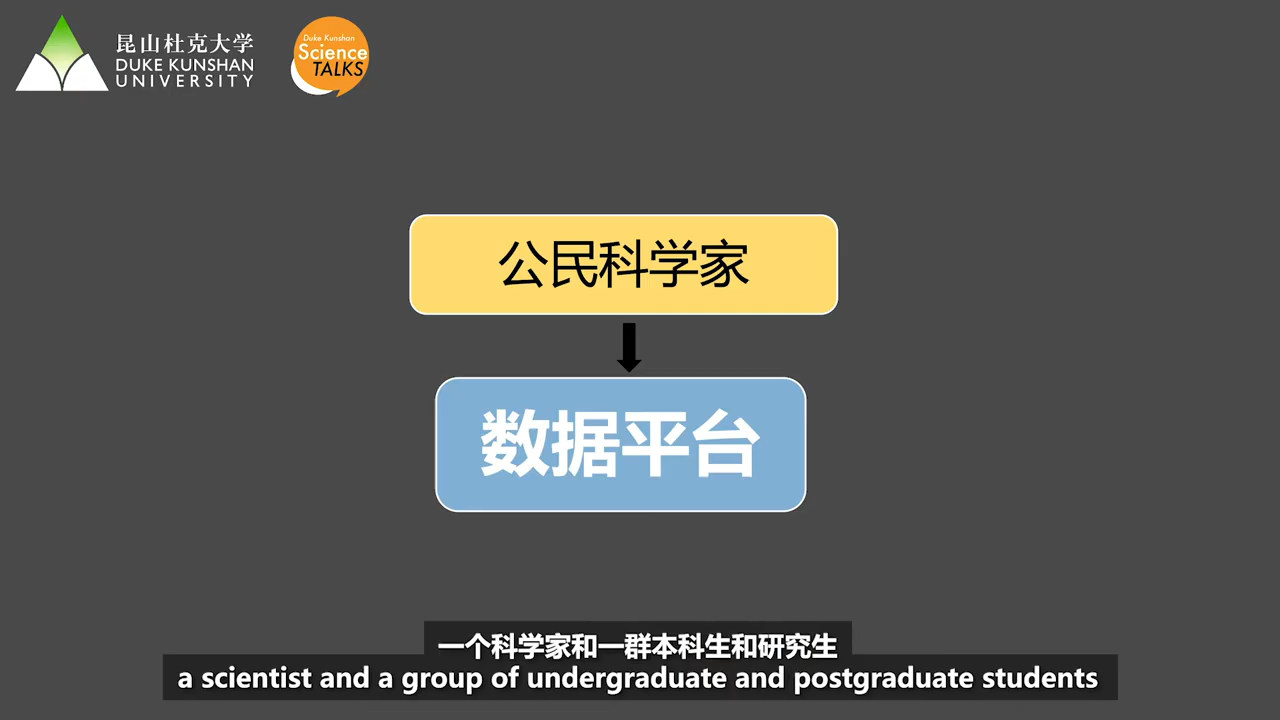 昆山杜克大学
DUKE KUNSHAN
UNIVERSITY
Duke Kunshan
Science
TALKS
公民科学家
数据平台
一个科学家和一群本科生和研究生
a scientist and a group of undergraduate and postgraduate students